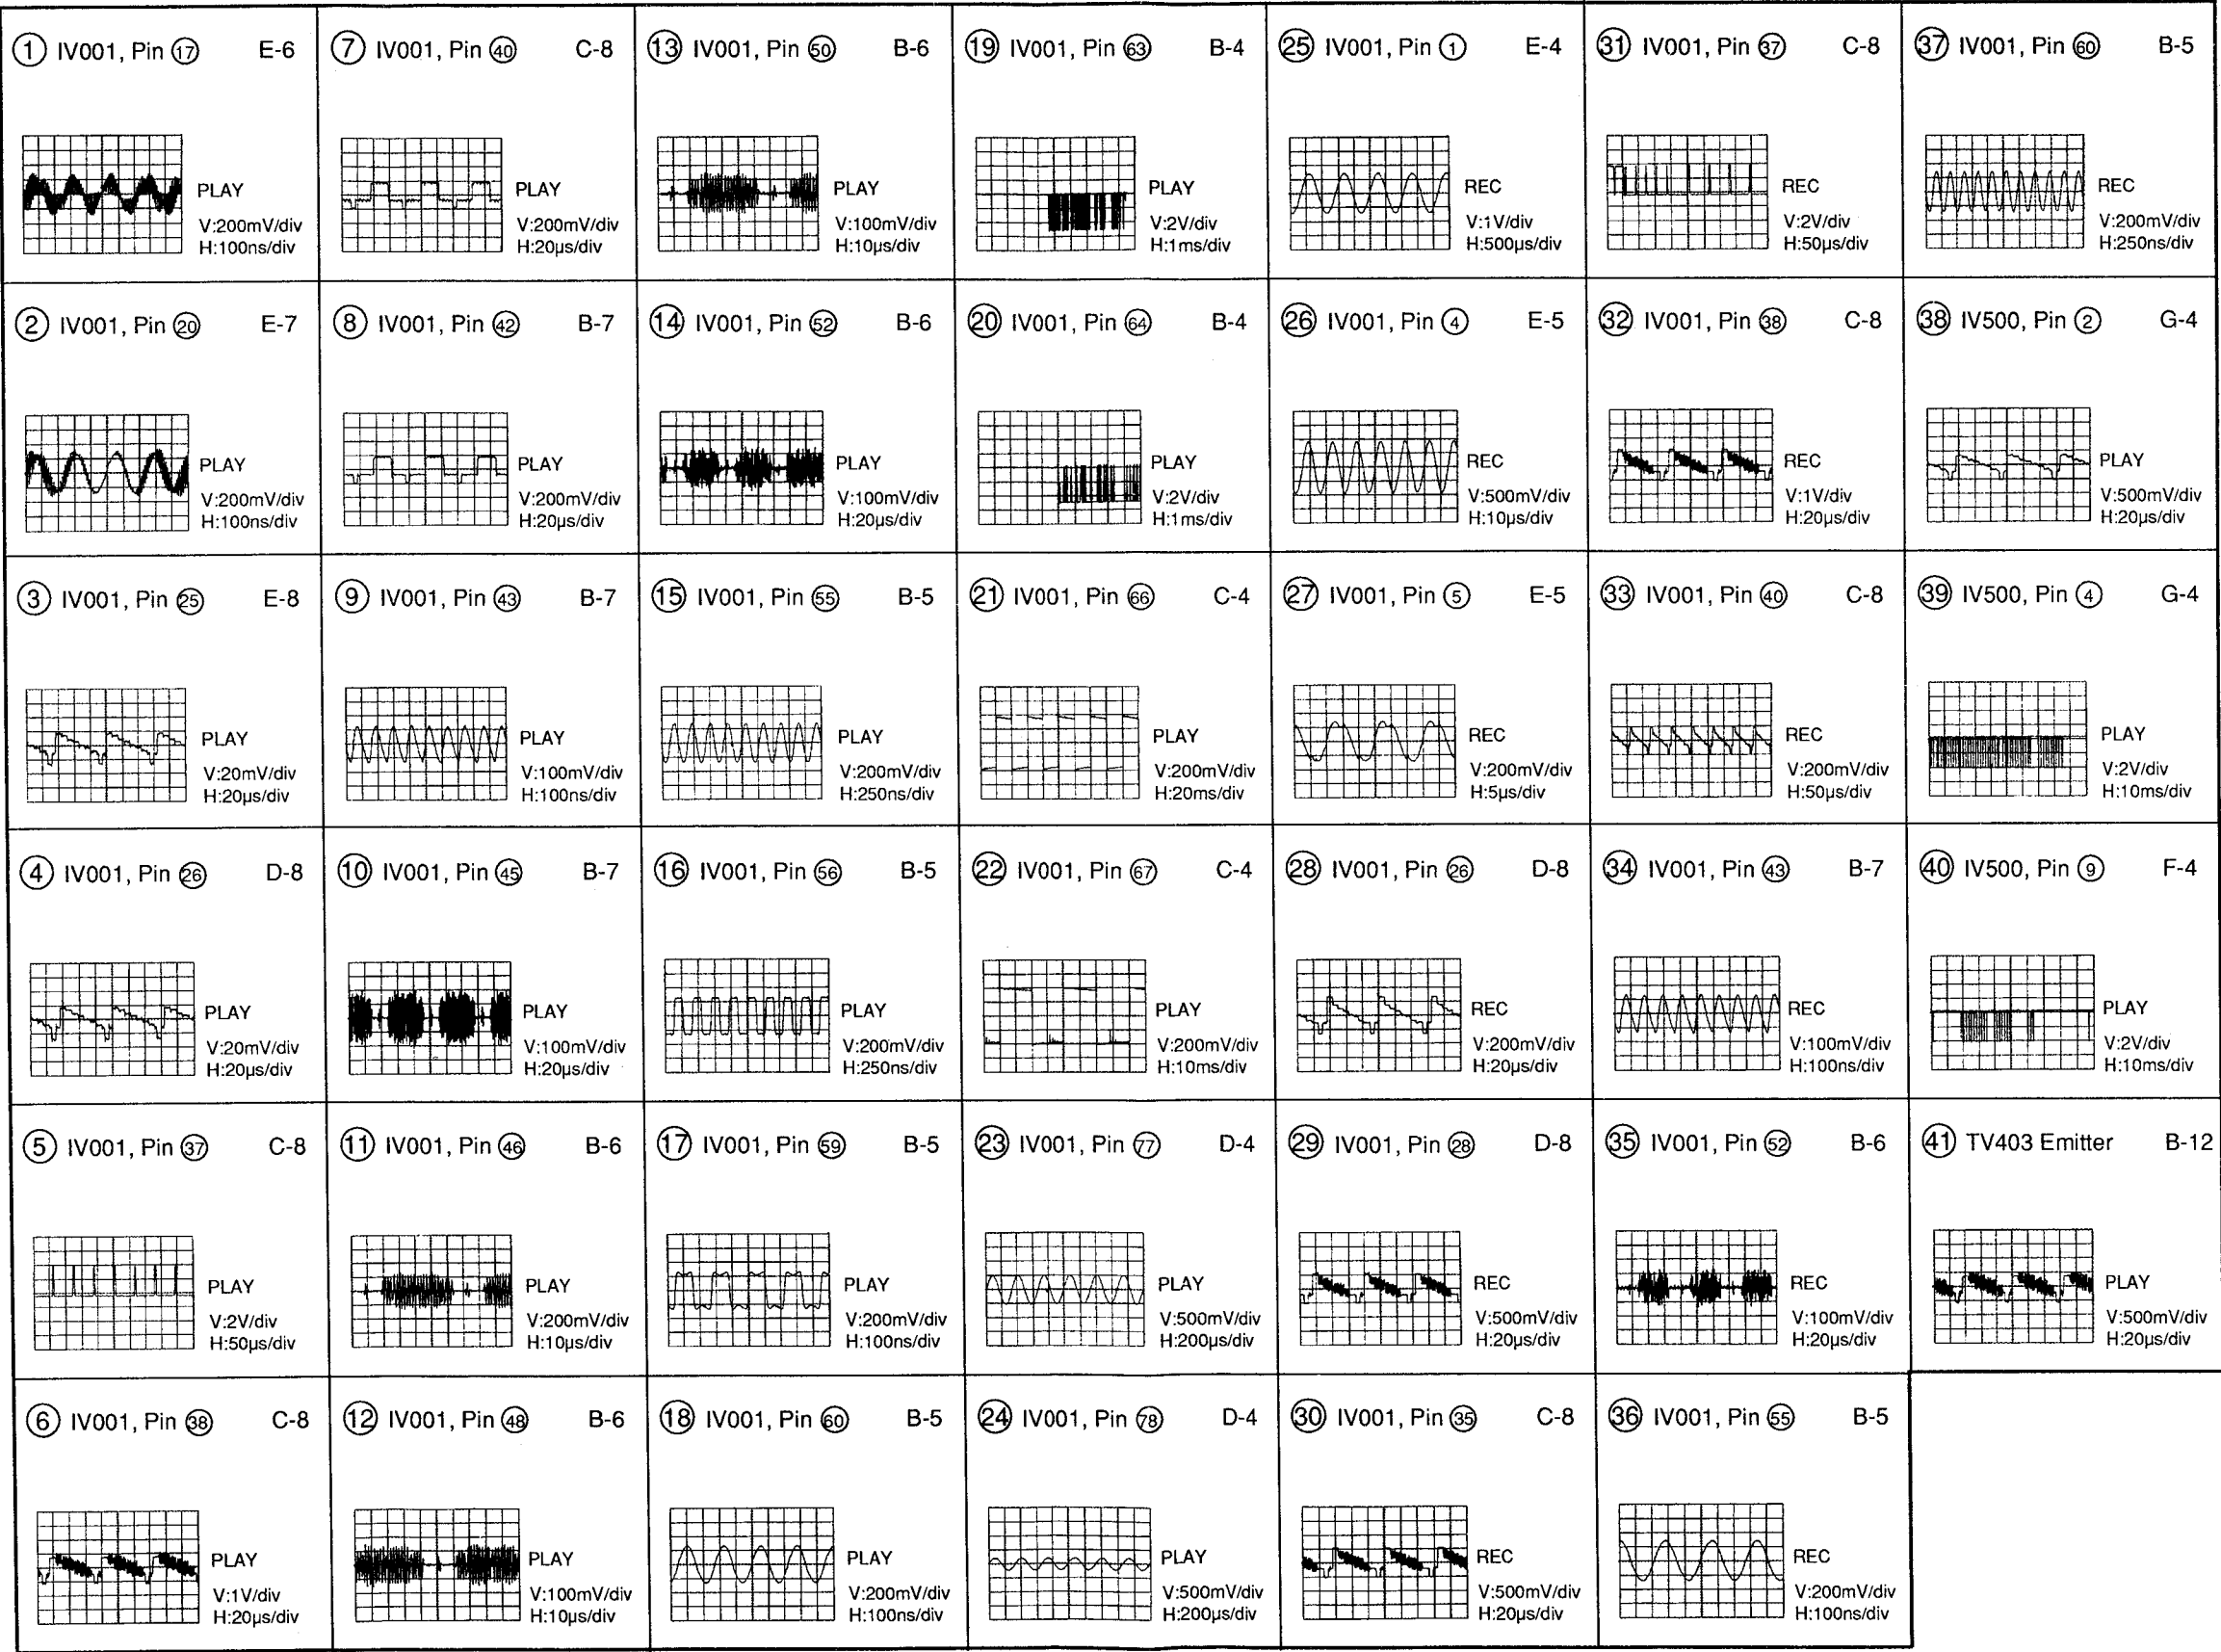 ① IV001, Pin ⑰ E-6
PLAY
V:200mV/div
H:100ns/div
② IV001, Pin ⑳ E-7
PLAY
V:200mV/div
H:100ns/div
③ IV001, Pin ㉕ E-8
PLAY
V:20mV/div
H:20µs/div
④ IV001, Pin ㉖ D-8
PLAY
V:20mV/div
H:20µs/div
⑤ IV001, Pin ㊲ C-8
PLAY
V:2V/div
H:50µs/div
⑥ IV001, Pin ㊳ C-8
PLAY
V:1V/div
H:20µs/div
⑦ IV001, Pin ㊵ C-8
PLAY
V:200mV/div
H:20µs/div
⑧ IV001, Pin ㊷ B-7
PLAY
V:200mV/div
H:20µs/div
⑨ IV001, Pin ㊸ B-7
PLAY
V:100mV/div
H:100ns/div
⑩ IV001, Pin ㊺ B-7
PLAY
V:100mV/div
H:20µs/div
⑪ IV001, Pin ㊻ B-6
PLAY
V:200mV/div
H:10µs/div
⑫ IV001, Pin ㊽ B-6
PLAY
V:100mV/div
H:10µs/div
⑬ IV001, Pin ㊿ B-6
PLAY
V:100mV/div
H:10µs/div
⑭ IV001, Pin 52 B-6
PLAY
V:100mV/div
H:20µs/div
⑮ IV001, Pin 55 B-5
PLAY
V:200mV/div
H:250ns/div
⑯ IV001, Pin 56 B-5
PLAY
V:200mV/div
H:250ns/div
⑰ IV001, Pin 59 B-5
PLAY
V:200mV/div
H:100ns/div
⑱ IV001, Pin 60 B-5
PLAY
V:200mV/div
H:100ns/div
⑲ IV001, Pin 63 B-4
PLAY
V:2V/div
H:1ms/div
⑳ IV001, Pin 64 B-4
PLAY
V:2V/div
H:1ms/div
㉑ IV001, Pin 66 C-4
PLAY
V:200mV/div
H:20ms/div
㉒ IV001, Pin 67 C-4
PLAY
V:200mV/div
H:10ms/div
㉓ IV001, Pin 77 D-4
PLAY
V:500mV/div
H:200µs/div
㉔ IV001, Pin 78 D-4
PLAY
V:500mV/div
H:200µs/div
㉕ IV001, Pin ① E-4
REC
V:1V/div
H:500µs/div
㉖ IV001, Pin ④ E-5
REC
V:500mV/div
H:10µs/div
㉗ IV001, Pin ⑤ E-5
REC
V:200mV/div
H:5µs/div
㉘ IV001, Pin ㉖ D-8
REC
V:200mV/div
H:20µs/div
㉙ IV001, Pin ㉘ D-8
REC
V:500mV/div
H:20µs/div
㉚ IV001, Pin ㉟ C-8
REC
V:500mV/div
H:20µs/div
㉛ IV001, Pin ㊲ C-8
REC
V:2V/div
H:50µs/div
㉜ IV001, Pin ㊳ C-8
REC
V:1V/div
H:20µs/div
㉝ IV001, Pin ㊵ C-8
REC
V:200mV/div
H:50µs/div
㉞ IV001, Pin ㊸ B-7
REC
V:100mV/div
H:100ns/div
㉟ IV001, Pin 52 B-6
REC
V:100mV/div
H:20µs/div
㊱ IV001, Pin 55 B-5
REC
V:200mV/div
H:100ns/div
㊲ IV001, Pin 60 B-5
REC
V:200mV/div
H:250ns/div
㊳ IV500, Pin ② G-4
PLAY
V:500mV/div
H:20µs/div
㊴ IV500, Pin ④ G-4
PLAY
V:2V/div
H:10ms/div
㊵ IV500, Pin ⑨ F-4
PLAY
V:2V/div
H:10ms/div
㊶ TV403 Emitter B-12
PLAY
V:500mV/div
H:20µs/div